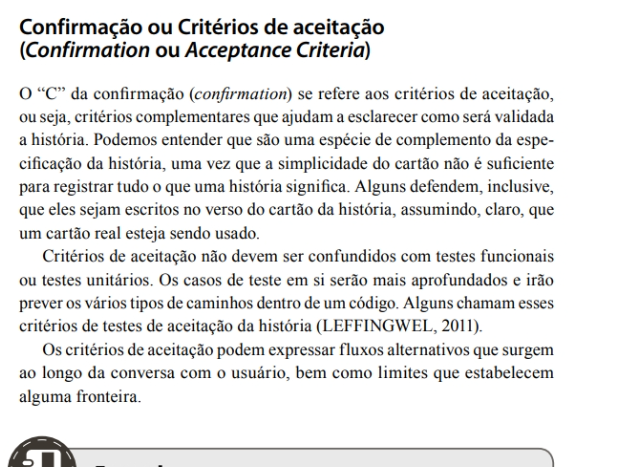 Confirmação ou Critérios de aceitação
(Confirmation ou Acceptance Criteria)
O “C” da confirmação (confirmation) se refere aos critérios de aceitação,
ou seja, critérios complementares que ajudam a esclarecer como será validada
a história. Podemos entender que são uma espécie de complemento da espe-
cificação da história, uma vez que a simplicidade do cartão não é suficiente
para registrar tudo o que uma história significa. Alguns defendem, inclusive,
que eles sejam escritos no verso do cartão da história, assumindo, claro, que
um cartão real esteja sendo usado.
Critérios de aceitação não devem ser confundidos com testes funcionais
ou testes unitários. Os casos de teste em si serão mais aprofundados e irão
prever os vários tipos de caminhos dentro de um código. Alguns chamam esses
critérios de testes de aceitação da história (LEFFINGWEL, 2011).
Os critérios de aceitação podem expressar fluxos alternativos que surgem
ao longo da conversa com o usuário, bem como limites que estabelecem
alguma fronteira.